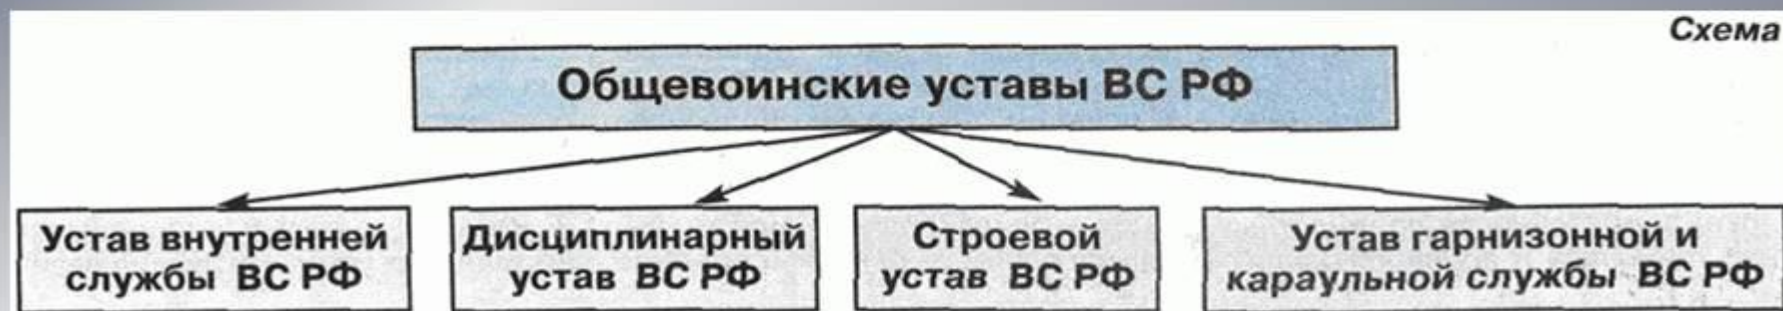 Схема
Общевоинские уставы ВС РФ
Устав внутренней
службы ВС РФ
Дисциплинарный
устав ВС РФ
Строевой
устав ВС РФ
Устав гарнизонной и
караульной службы ВС РФ